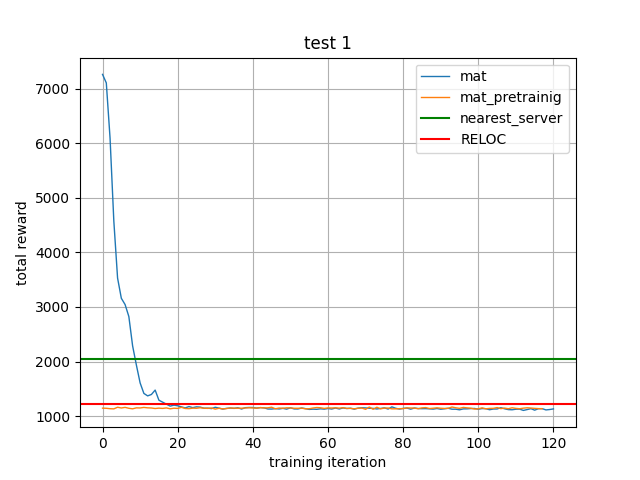 test 1
mat
mat_pretrainig
nearest_server
RELOC
total reward
7000
6000
5000
4000
3000
2000
1000
0
20
40
60
80
100
120
training iteration